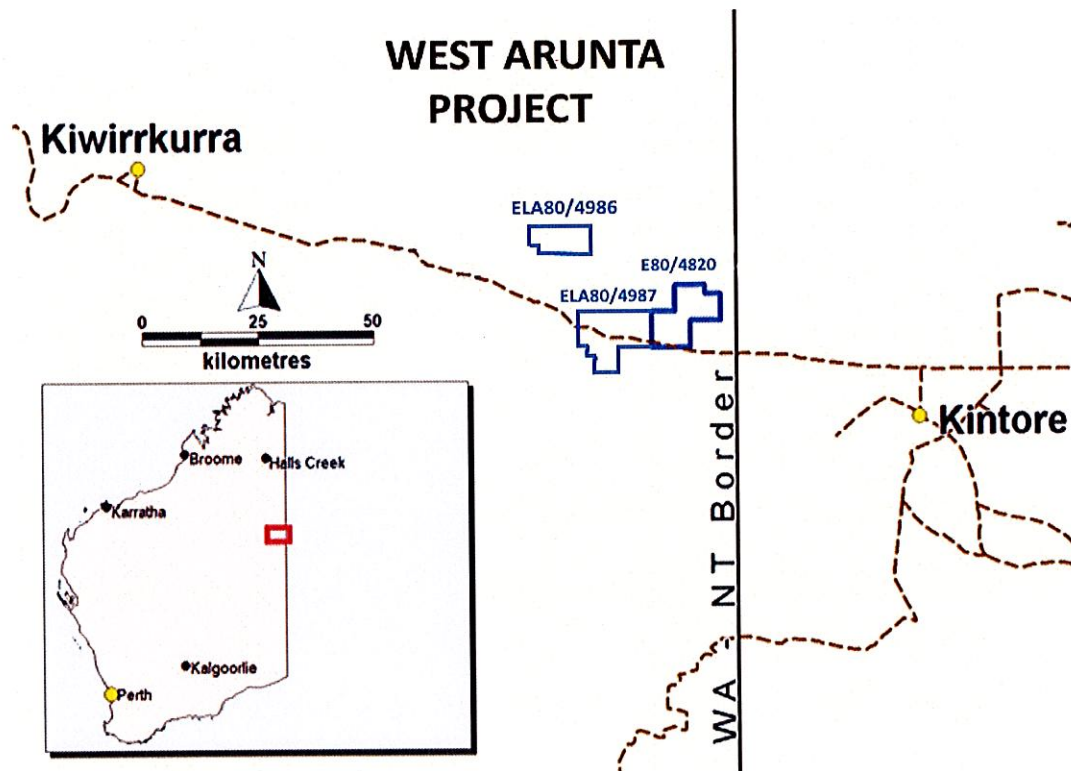 WEST ARUNTA
PROJECT
Kiwirrkurra
ELA80/4986
N
E80/4820
ELA80/4987
0 25 50
kilometres
Kintore
WA - NT Border
Broome
Halls Creek
Karratha
Kalgoorlie
Perth